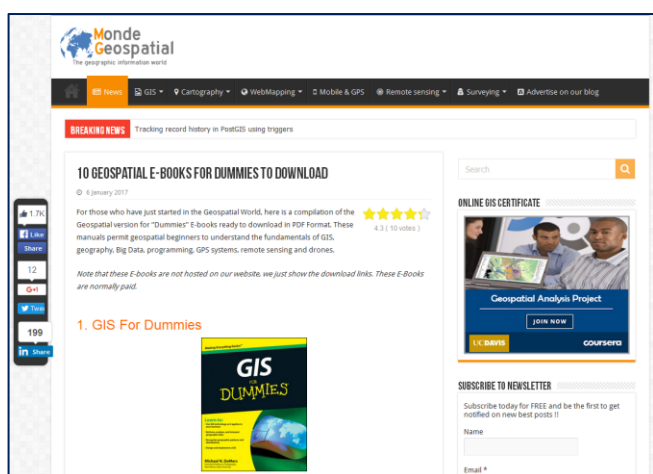 Monde
Geospatial
The geographic information world
News GIS Cartography WebMapping Mobile & GPS Remote sensing Surveying Advertise on our blog
BREAKING NEWS Tracking record history in PostGIS using triggers
10 GEOSPATIAL E-BOOKS FOR DUMMIES TO DOWNLOAD
6 January 2017
For those who have just started in the Geospatial World, here is a compilation of the
Geospatial version for "Dummies" E-books ready to download in PDF Format. These
manuals permit geospatial beginners to understand the fundamentals of GIS,
geography, Big Data, programming, GPS systems, remote sensing and drones.
4.3 ( 10 votes )
Note that these E-books are not hosted on our website, we just show the download links. These E-Books
are normally paid.
1. GIS For Dummies
GIS
FOR
DUMMIES
Michael N. DeMers
1.7K
Like
Share
12
G+1
Twee
199
in Share
Search
ONLINE GIS CERTIFICATE
Geospatial Analysis Project
JOIN NOW
UCDAVIS coursera
SUBSCRIBE TO NEWSLETTER
Subscribe today for FREE and be the first to get
notified on new best posts !!
Name
Email *